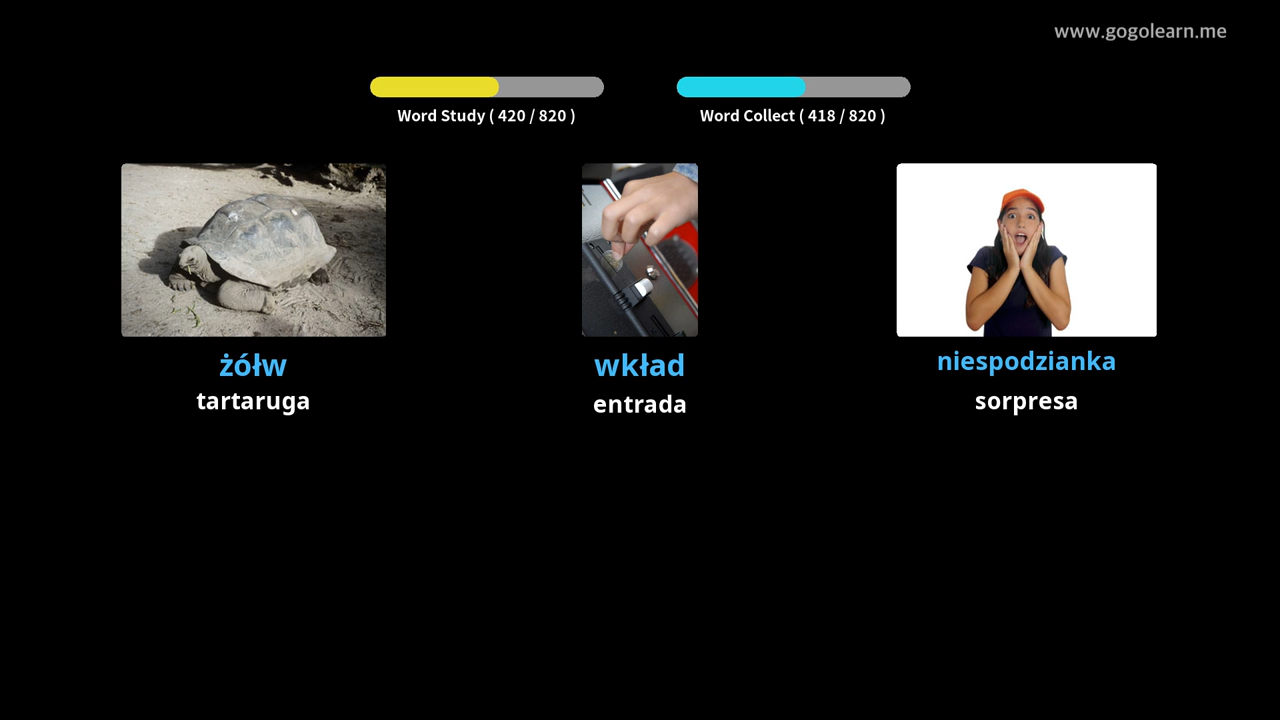 www.gogolearn.me
Word Study ( 420 / 820 )
Word Collect ( 418 / 820 )
żółw
tartaruga
wkład
entrada
niespodzianka
sorpresa